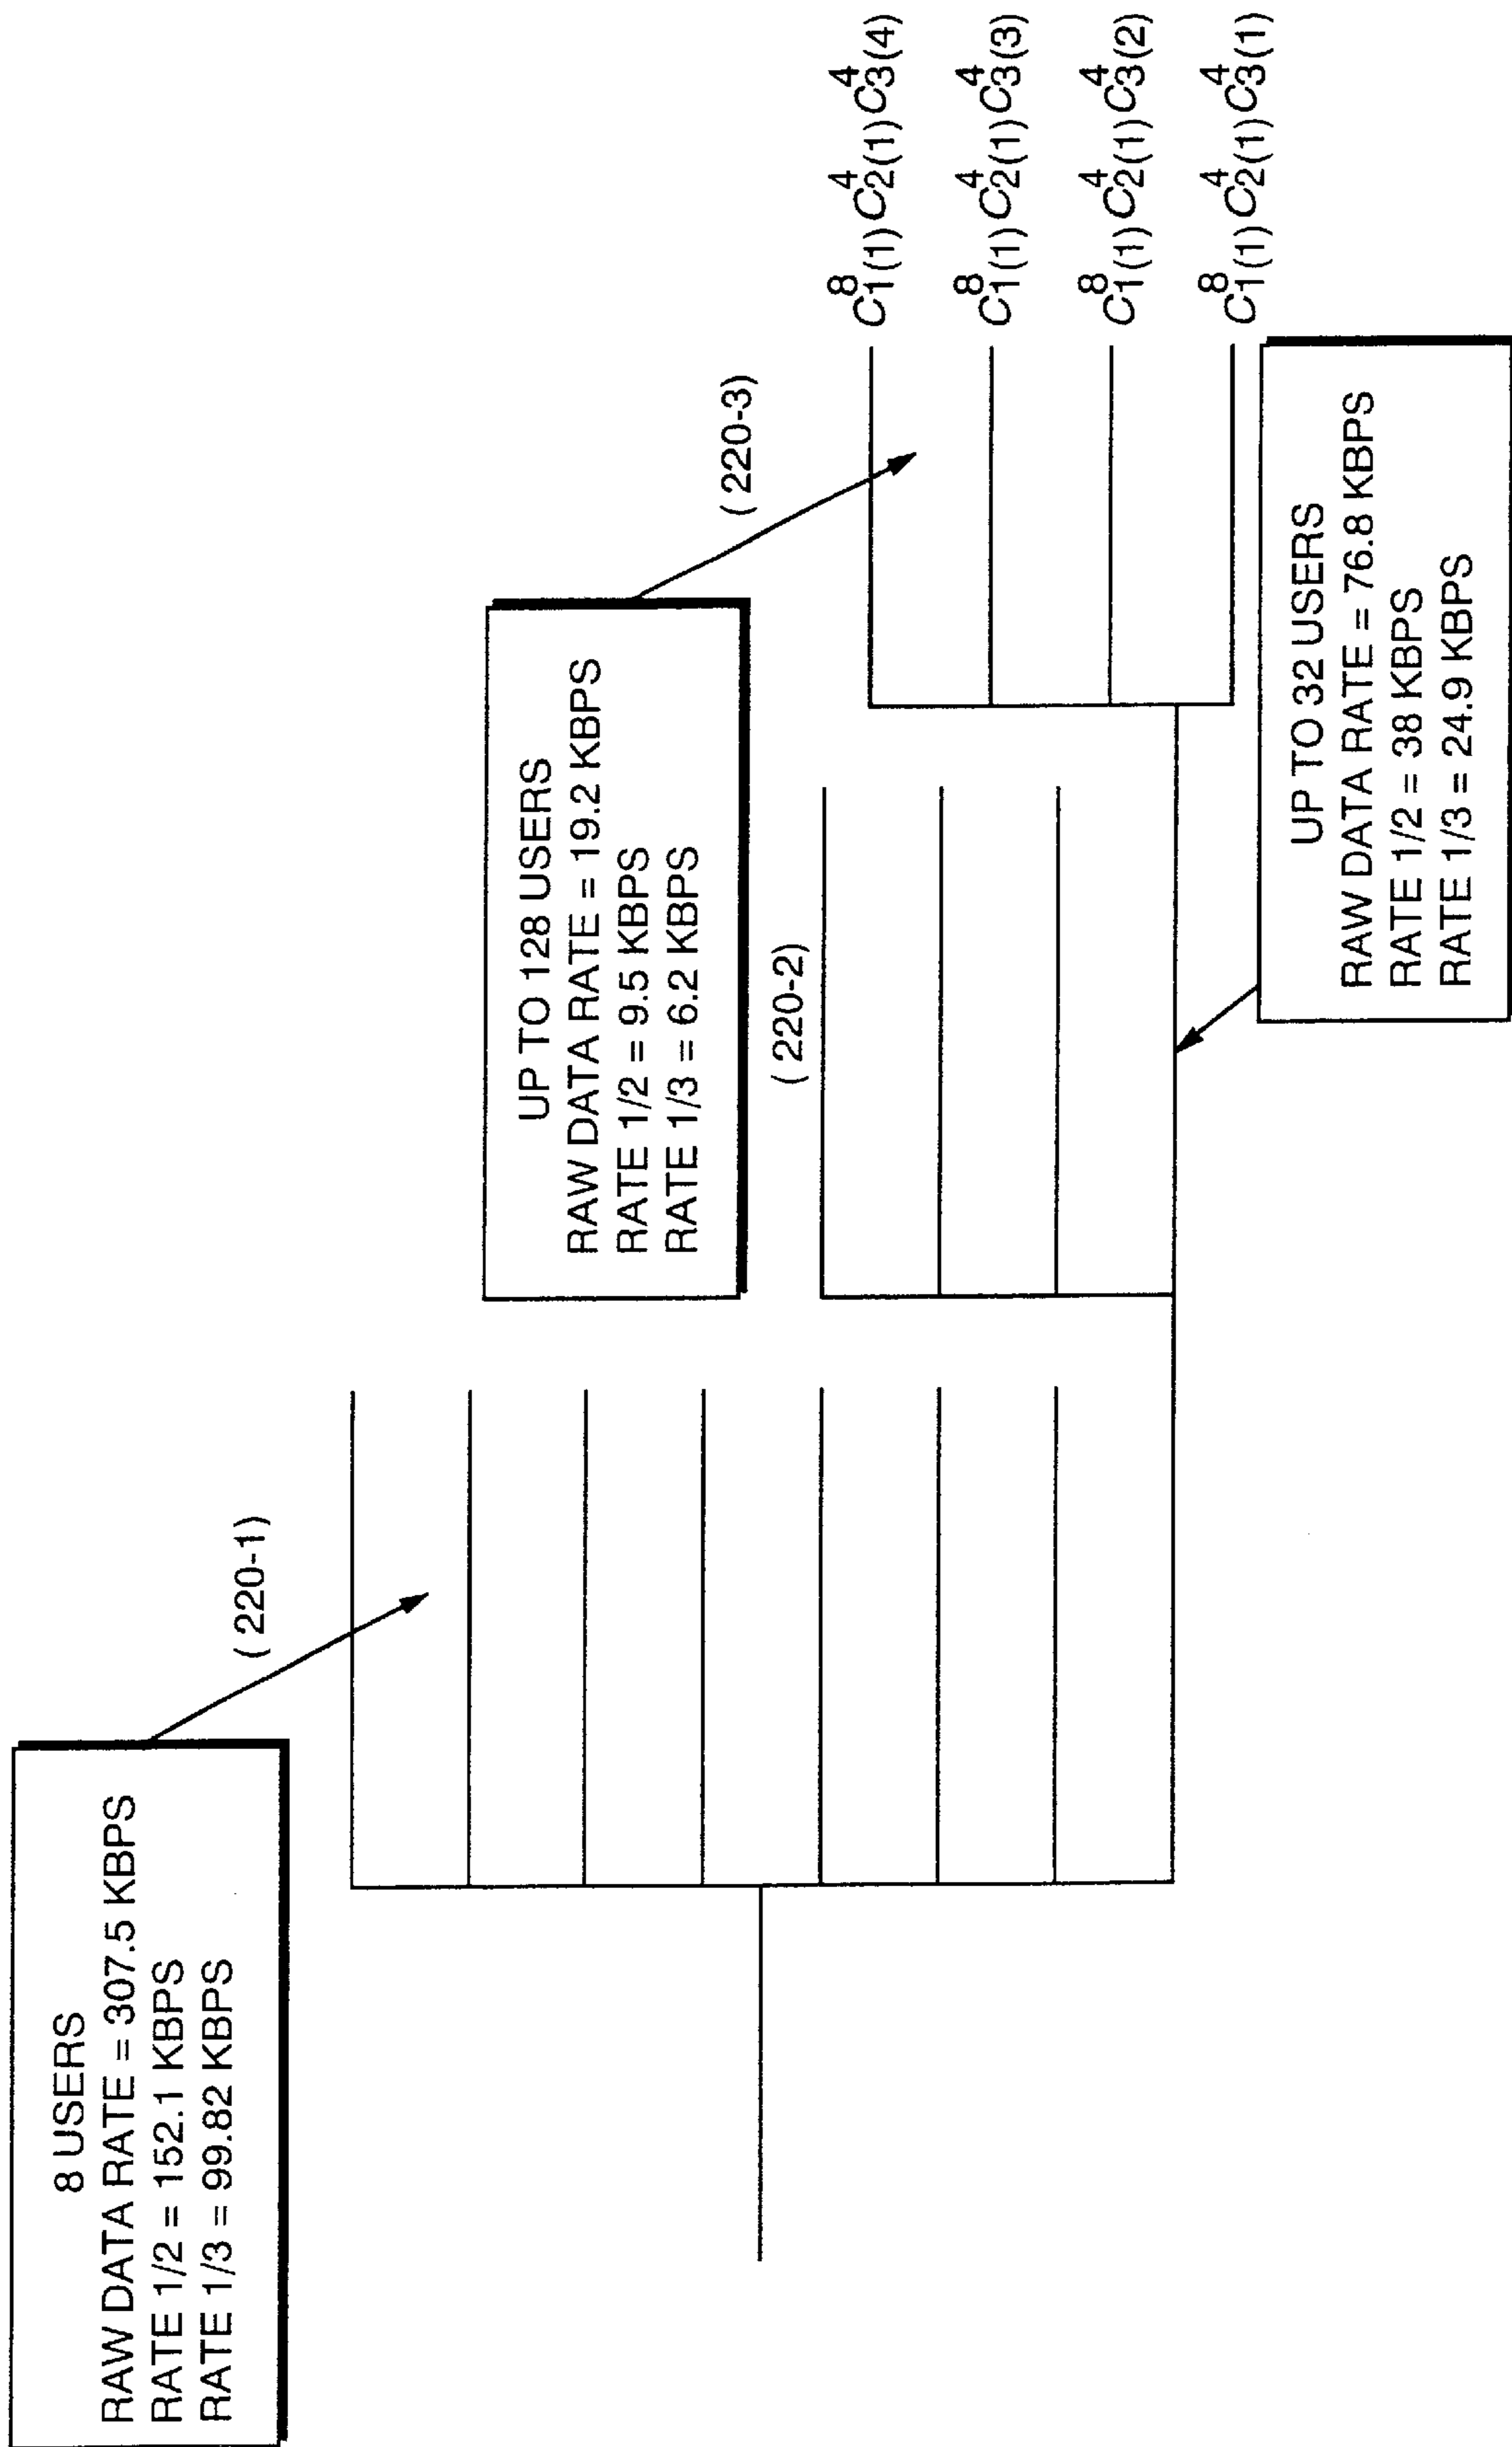 8 USERS
RAW DATA RATE = 307.5 KBPS
RATE 1/2 = 152.1 KBPS
RATE 1/3 = 99.82 KBPS
(220-1)
UP TO 128 USERS
RAW DATA RATE = 19.2 KBPS
RATE 1/2 = 9.5 KBPS
RATE 1/3 = 6.2 KBPS
(220-3)
(220-2)
C^8_1(1) C^4_2(1) C^4_3(4)
C^8_1(1) C^4_2(1) C^4_3(3)
C^8_1(1) C^4_2(1) C^4_3(2)
C^8_1(1) C^4_2(1) C^4_3(1)
UP TO 32 USERS
RAW DATA RATE = 76.8 KBPS
RATE 1/2 = 38 KBPS
RATE 1/3 = 24.9 KBPS